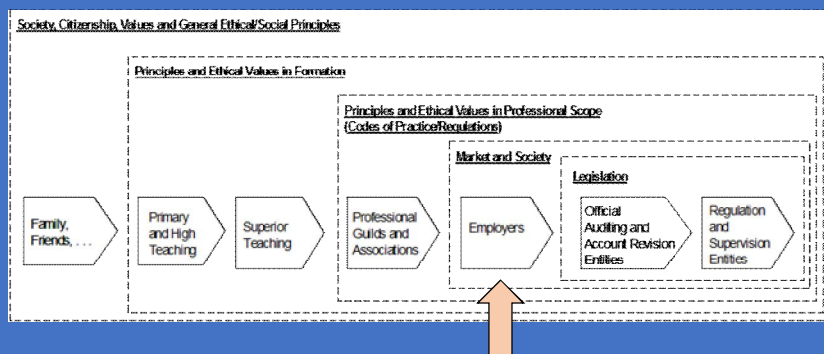 Society, Citizenship, Values and General Ethical/Social Principles
Principles and Ethical Values in Formation
Principles and Ethical Values in Professional Scope
(Codes of Practice/Regulations)
Market and Society
Legislation
Family,
Friends, ...
Primary
and High
Teaching
Superior
Teaching
Professional
Guilds and
Associations
Employers
Official
Auditing and
Account Revision
Entities
Regulation
and
Supervision
Entities